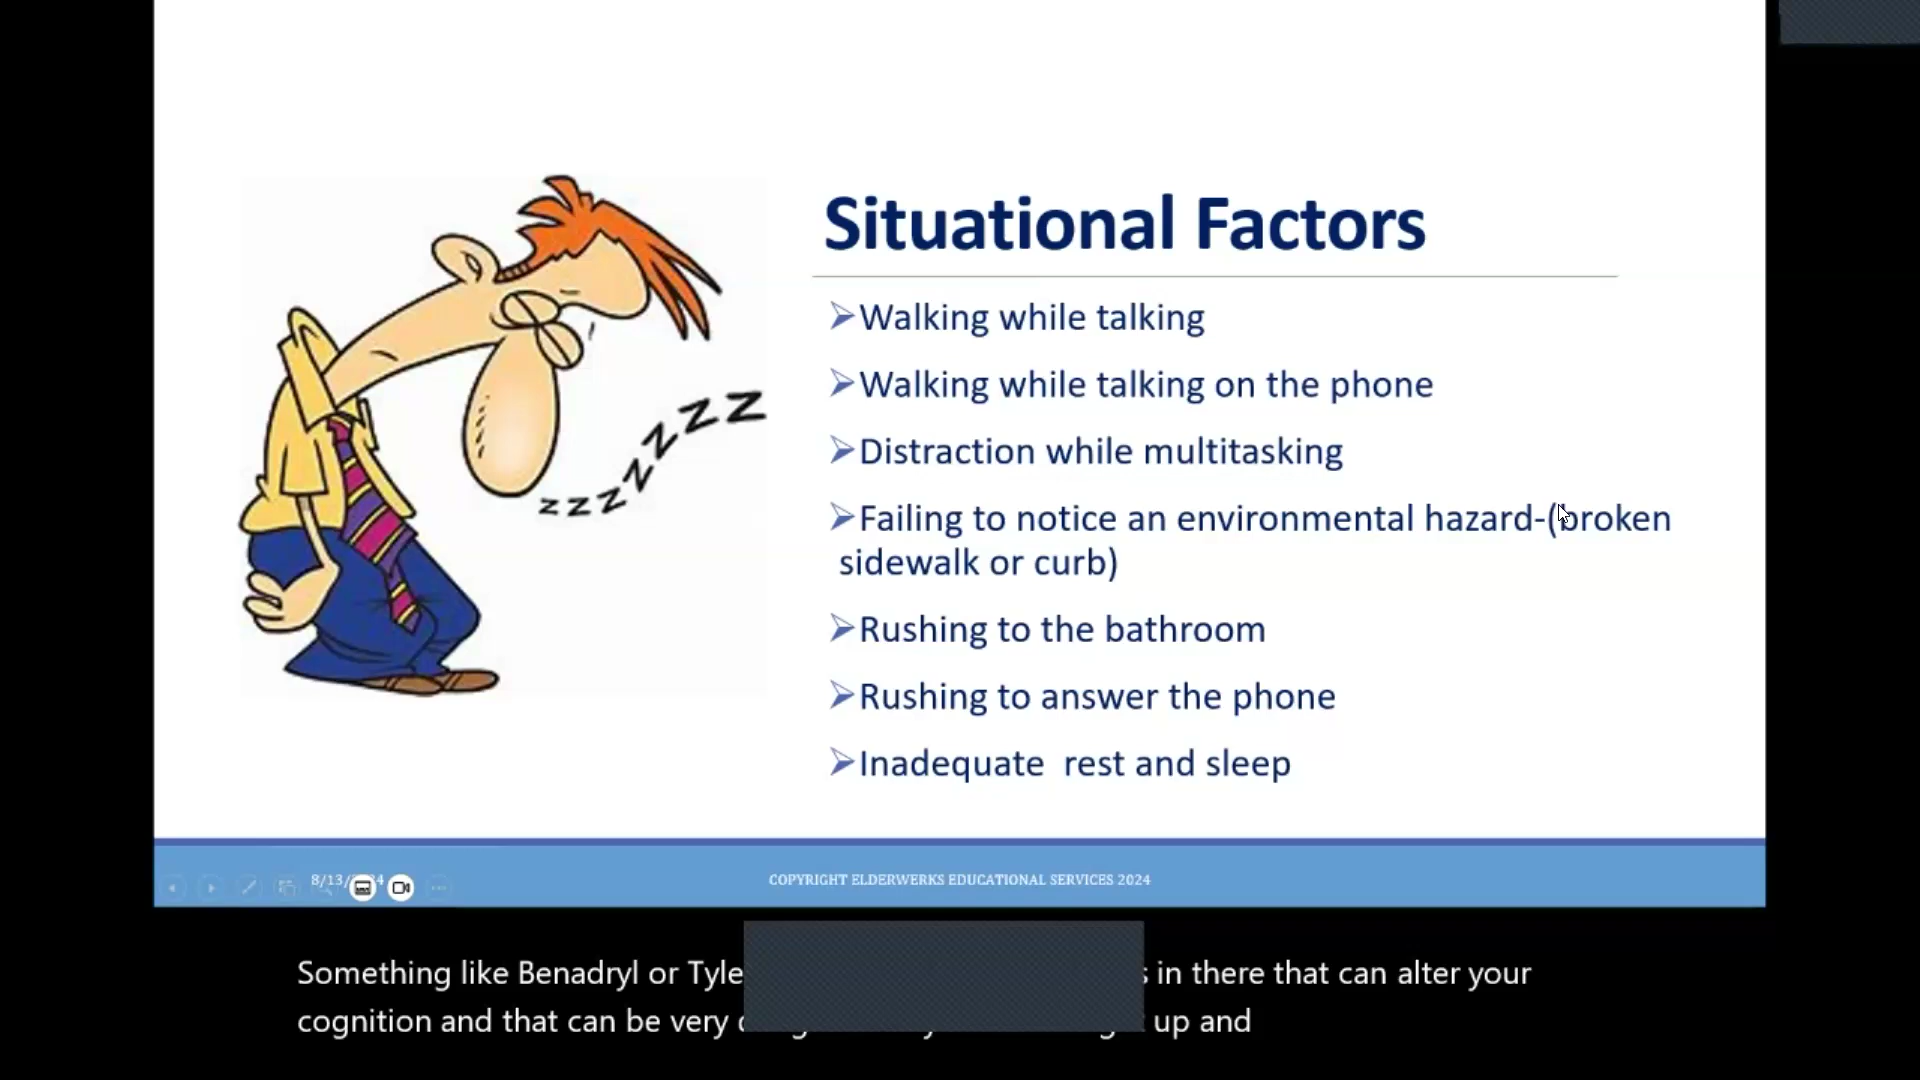 Situational Factors
Walking while talking
Walking while talking on the phone
Distraction while multitasking
Failing to notice an environmental hazard-(broken
sidewalk or curb)
Rushing to the bathroom
Rushing to answer the phone
Inadequate  rest and sleep
zzzzzzz
COPYRIGHT ELDERWERKS EDUCATIONAL SERVICES 2024
Something like Benadryl or in there that can alter your
cognition and that can be very up and